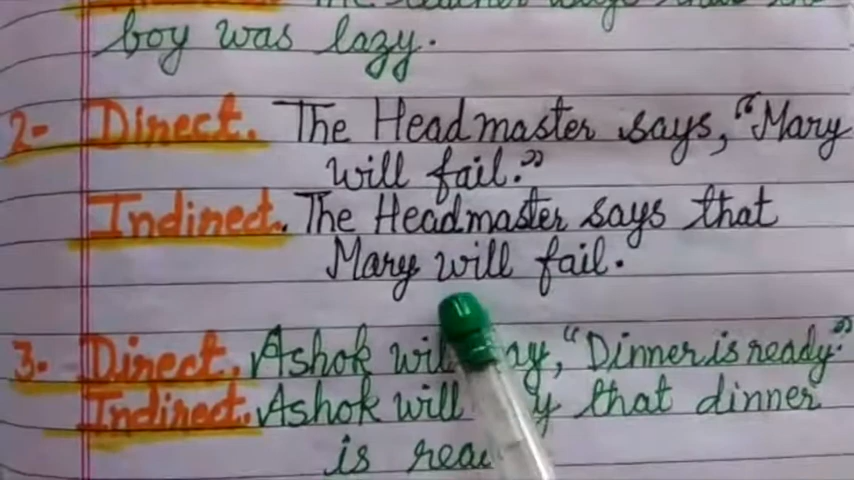 boy was lazy.
2- Direct. The Headmaster says, "Mary
will fail."
Indirect. The Headmaster says that
Mary will fail.
3- Direct. Ashok will "Dinner is ready."
Indirect. Ashok will that dinner
is